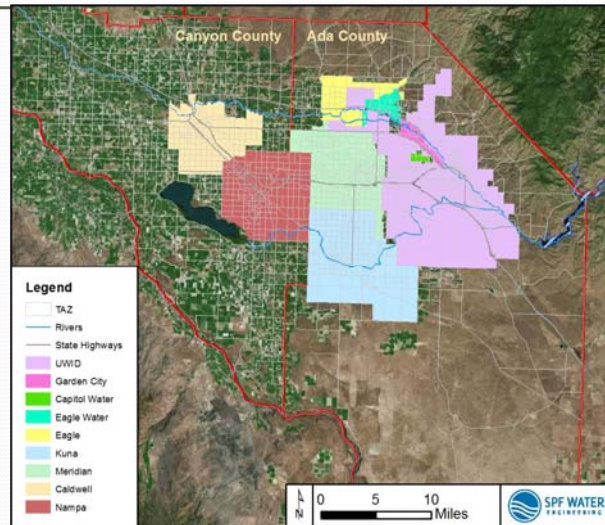 Canyon County
Ada County
Legend
TAZ
Rivers
State Highways
UWID
Garden City
Capitol Water
Eagle Water
Eagle
Kuna
Meridian
Caldwell
Nampa
N
0 5 10
Miles
SPF WATER
ENGINEERING